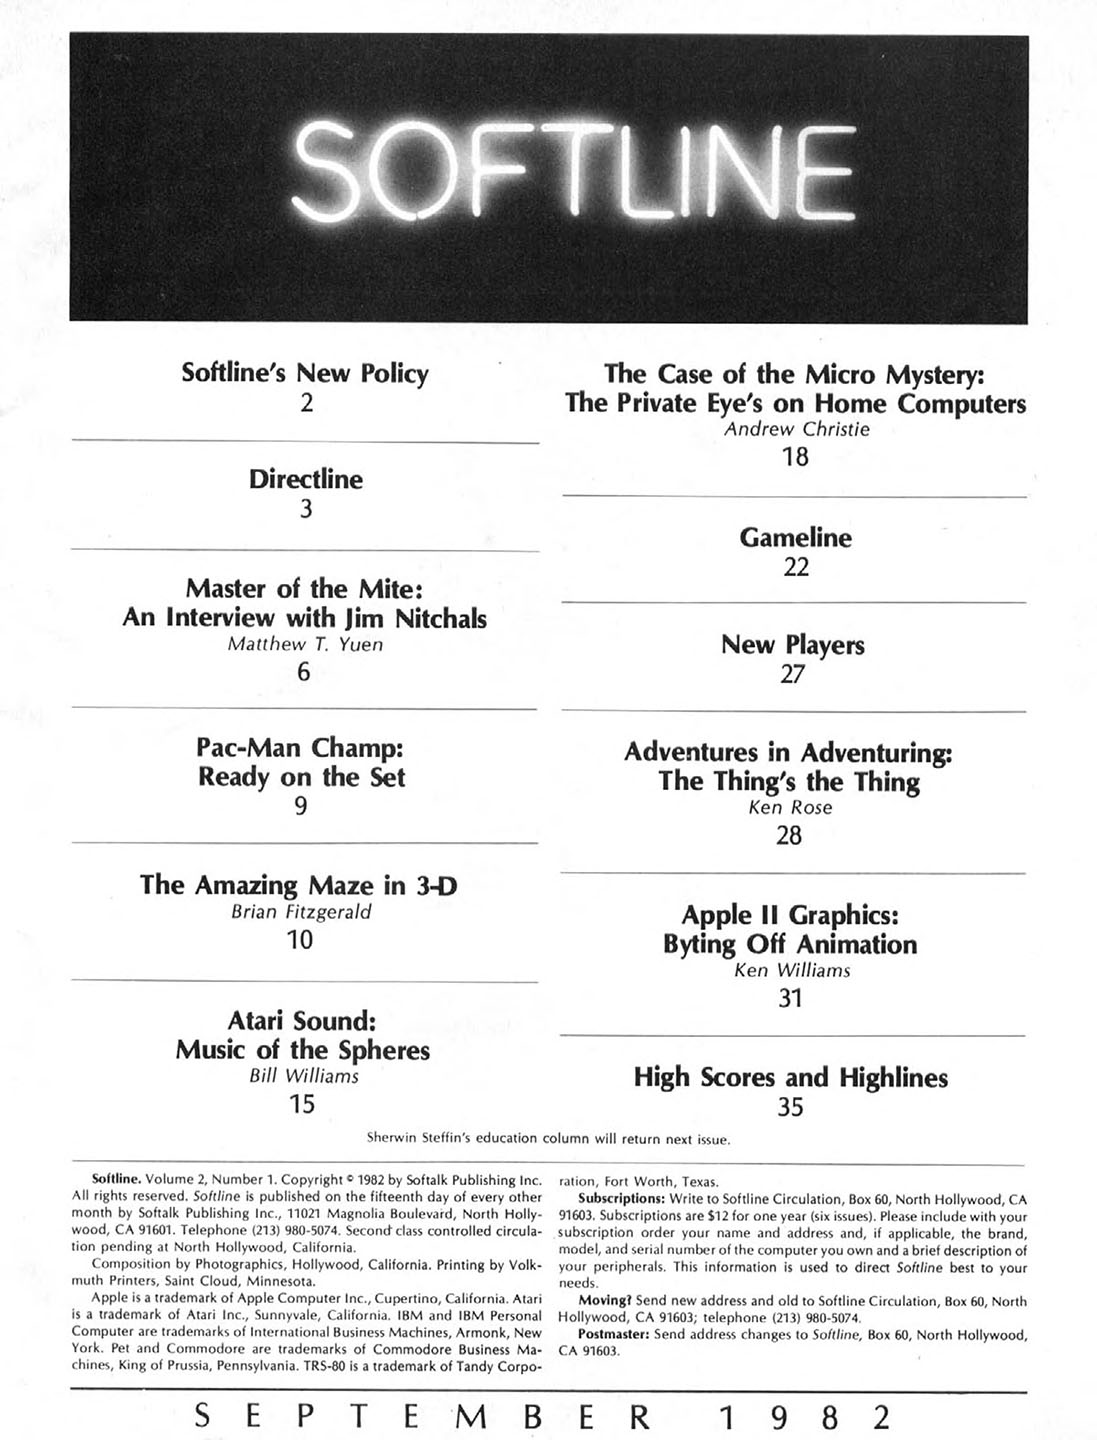 SOFTLINE
Softline's New Policy
2
Directline
3
Master of the Mite:
An Interview with Jim Nitchals
Matthew T. Yuen
6
Pac-Man Champ:
Ready on the Set
9
The Amazing Maze in 3-D
Brian Fitzgerald
10
Atari Sound:
Music of the Spheres
Bill Williams
15
The Case of the Micro Mystery:
The Private Eye's on Home Computers
Andrew Christie
18
Gameline
22
New Players
27
Adventures in Adventuring:
The Thing's the Thing
Ken Rose
28
Apple II Graphics:
Byting Off Animation
Ken Williams
31
High Scores and Highlines
35
Sherwin Steffin's education column will return next issue.
Softline. Volume 2, Number 1. Copyright © 1982 by Softalk Publishing Inc.
All rights reserved. Softline is published on the fifteenth day of every other
month by Softalk Publishing Inc., 11021 Magnolia Boulevard, North Holly-
wood, CA 91601. Telephone (213) 980-5074. Second class controlled circula-
tion pending at North Hollywood, California.
Composition by Photographics, Hollywood, California. Printing by Volk-
muth Printers, Saint Cloud, Minnesota.
Apple is a trademark of Apple Computer Inc., Cupertino, California. Atari
is a trademark of Atari Inc., Sunnyvale, California. IBM and IBM Personal
Computer are trademarks of International Business Machines, Armonk, New
York. Pet and Commodore are trademarks of Commodore Business Ma-
chines, King of Prussia, Pennsylvania. TRS-80 is a trademark of Tandy Corpo-
ration, Fort Worth, Texas.
Subscriptions: Write to Softline Circulation, Box 60, North Hollywood, CA
91603. Subscriptions are $12 for one year (six issues). Please include with your
subscription order your name and address and, if applicable, the brand,
model, and serial number of the computer you own and a brief description of
your peripherals. This information is used to direct Softline best to your
needs.
Moving? Send new address and old to Softline Circulation, Box 60, North
Hollywood, CA 91603; telephone (213) 980-5074.
Postmaster: Send address changes to Softline, Box 60, North Hollywood,
CA 91603.
SEPTEMBER 1982